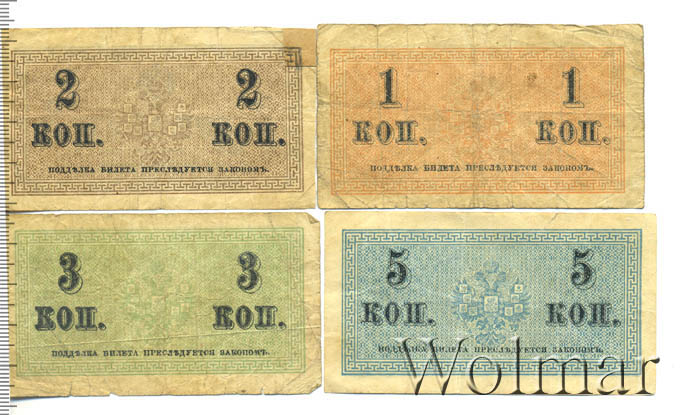 2 2
КОП. КОП.
ПОДДѢЛКА БИЛЕТА ПРЕСЛѢДУЕТСЯ ЗАКОНОМЪ.
1 1
КОП. КОП.
ПОДДѢЛКА БИЛЕТА ПРЕСЛѢДУЕТСЯ ЗАКОНОМЪ.
3 3
КОП. КОП.
ПОДДѢЛКА БИЛЕТА ПРЕСЛѢДУЕТСЯ ЗАКОНОМЪ.
5 5
КОП. КОП.
ПОДДѢЛКА БИЛЕТА ПРЕСЛѢДУЕТСЯ ЗАКОНОМЪ.
Wolmar